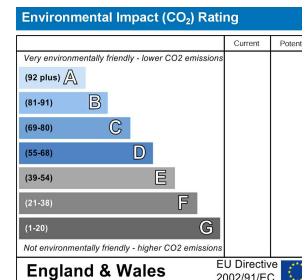 Environmental Impact (CO₂) Rating
Current Potent
Very environmentally friendly - lower CO2 emissions
(92 plus) A
(81-91) B
(69-80) C
(55-68) D
(39-54) E
(21-38) F
(1-20) G
Not environmentally friendly - higher CO2 emissions
England & Wales
EU Directive
2002/91/EC